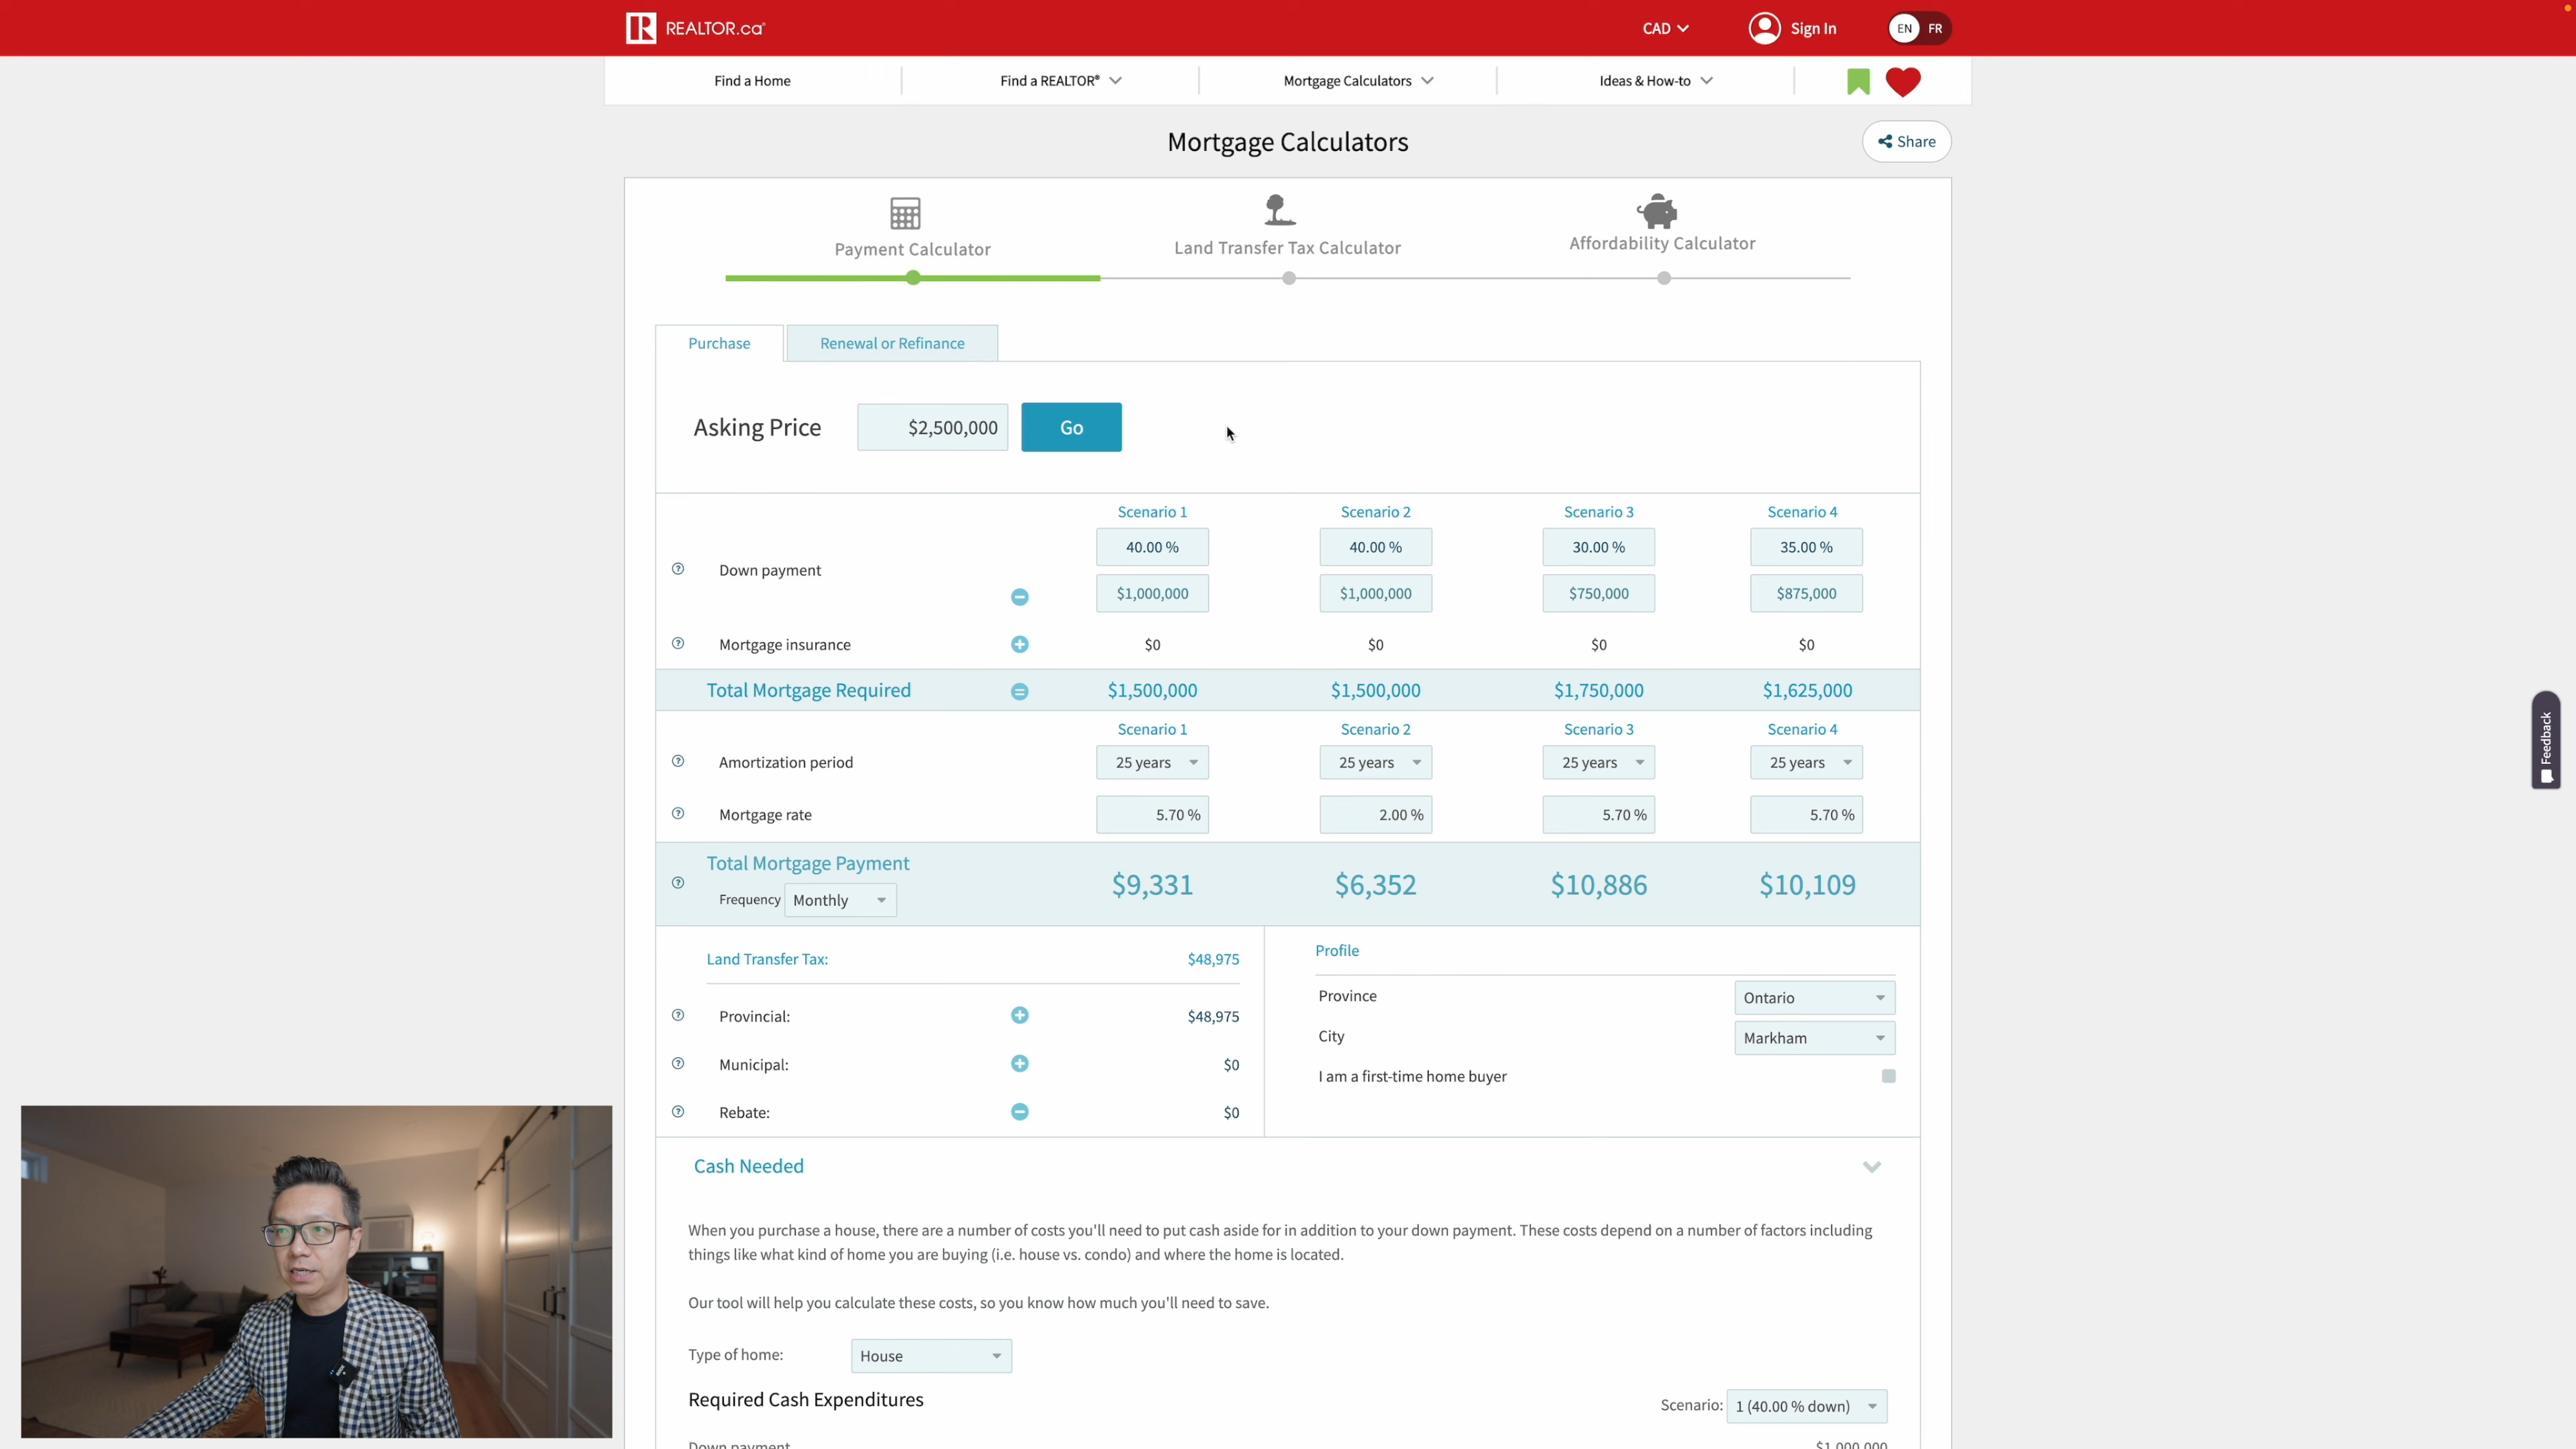 REALTOR.ca
CAD
Sign In
EN FR
Find a Home
Find a REALTOR®
Mortgage Calculators
Ideas & How-to
Mortgage Calculators
Share
Payment Calculator
Land Transfer Tax Calculator
Affordability Calculator
Purchase
Renewal or Refinance
Asking Price $2,500,000 Go
Scenario 1 Scenario 2 Scenario 3 Scenario 4
40.00 % 40.00 % 30.00 % 35.00 %
Down payment
$1,000,000 $1,000,000 $750,000 $875,000
Mortgage insurance $0 $0 $0 $0
Total Mortgage Required $1,500,000 $1,500,000 $1,750,000 $1,625,000
Scenario 1 Scenario 2 Scenario 3 Scenario 4
Amortization period 25 years 25 years 25 years 25 years
Mortgage rate 5.70 % 2.00 % 5.70 % 5.70 %
Total Mortgage Payment
$9,331 $6,352 $10,886 $10,109
Frequency Monthly
Land Transfer Tax: $48,975
Provincial: $48,975
Municipal: $0
Rebate: $0
Profile
Province Ontario
City Markham
I am a first-time home buyer
Cash Needed
When you purchase a house, there are a number of costs you'll need to put cash aside for in addition to your down payment. These costs depend on a number of factors including
things like what kind of home you are buying (i.e. house vs. condo) and where the home is located.
Our tool will help you calculate these costs, so you know how much you'll need to save.
Type of home: House
Required Cash Expenditures
Scenario: 1 (40.00 % down)
Down payment $1,000,000
Feedback